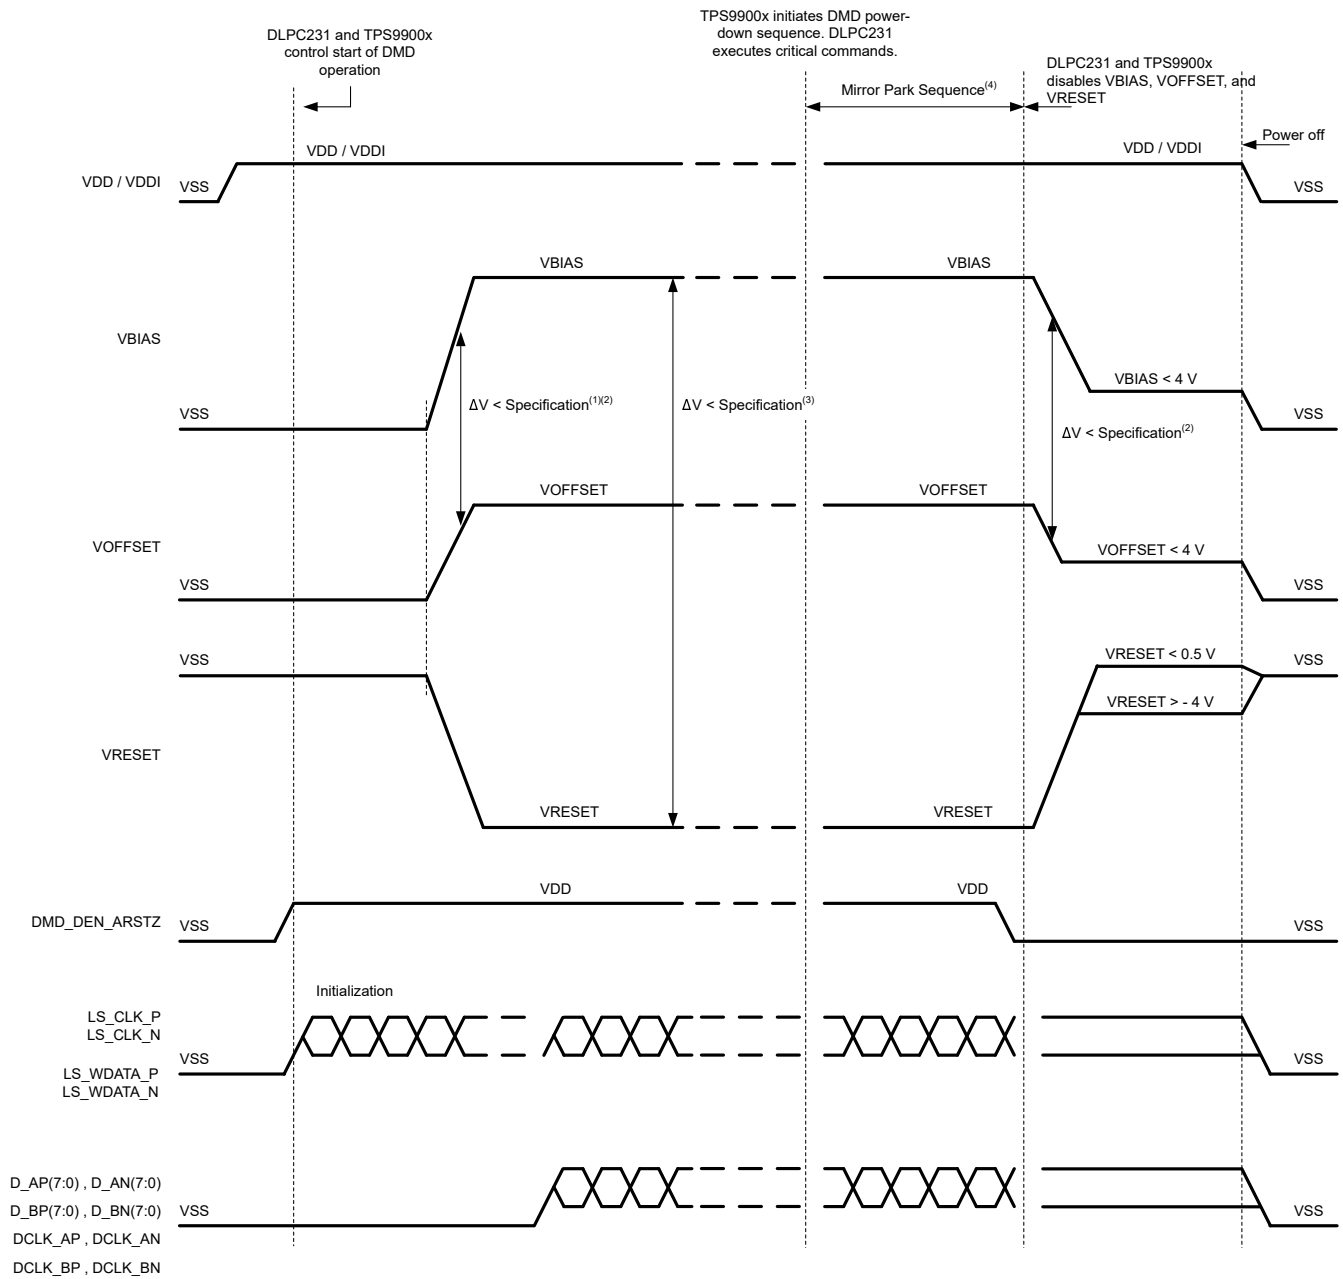 TPS9900x initiates DMD power-
down sequence. DLPC231
executes critical commands.
DLPC231 and TPS9900x
control start of DMD
operation
DLPC231 and TPS9900x
disables VBIAS, VOFFSET, and
VRESET
Mirror Park Sequence(4)
Power off
VDD / VDDI
VSS
VDD / VDDI
VDD / VDDI
VSS
VBIAS
VBIAS
VBIAS
VSS
ΔV < Specification(1)(2)
ΔV < Specification(3)
ΔV < Specification(2)
VBIAS < 4 V
VSS
VOFFSET
VOFFSET
VOFFSET
VSS
VOFFSET < 4 V
VSS
VRESET
VSS
VRESET < 0.5 V
VSS
VRESET > - 4 V
VRESET
VRESET
DMD_DEN_ARSTZ
VSS
VDD
VDD
VSS
Initialization
LS_CLK_P
LS_CLK_N
VSS
VSS
LS_WDATA_P
LS_WDATA_N
D_AP(7:0) , D_AN(7:0)
D_BP(7:0) , D_BN(7:0)
VSS
VSS
DCLK_AP , DCLK_AN
DCLK_BP , DCLK_BN